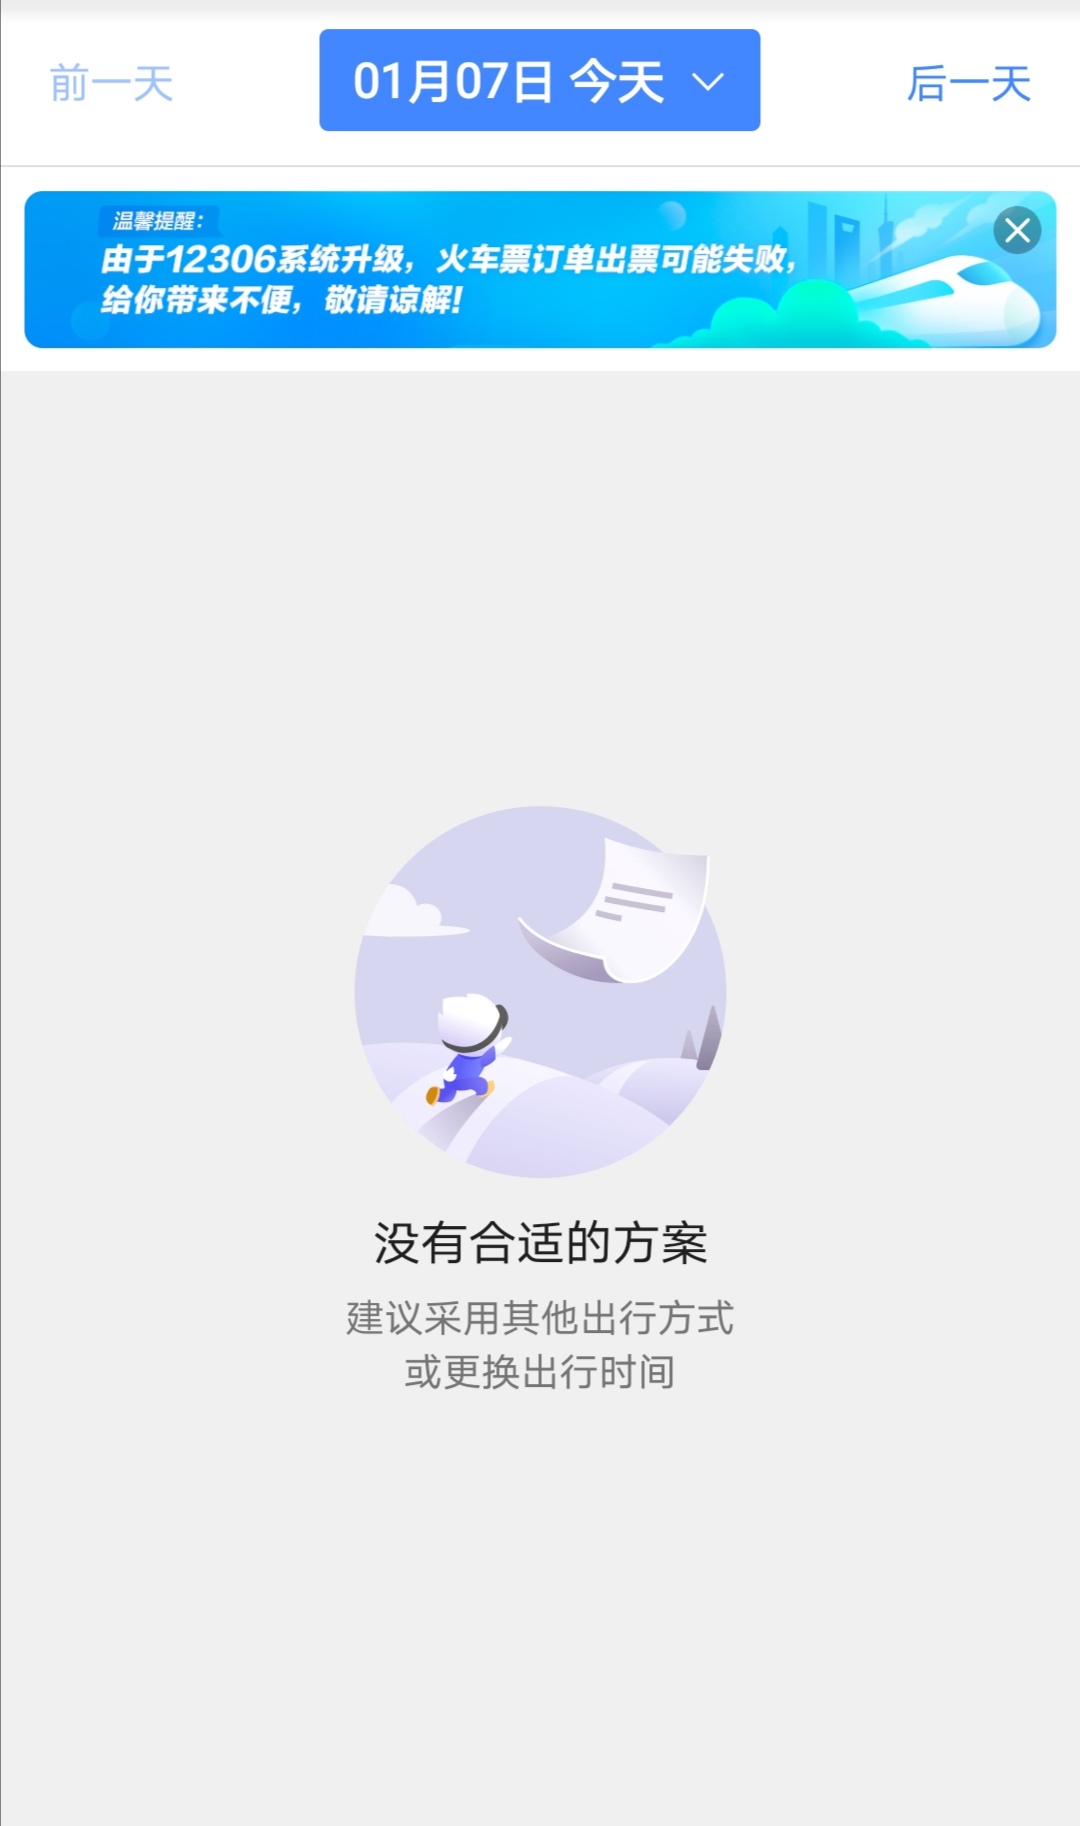 前一天
01月07日 今天
后一天
温馨提醒：
由于12306系统升级，火车票订单出票可能失败，
给你带来不便，敬请谅解！
没有合适的方案
建议采用其他出行方式
或更换出行时间